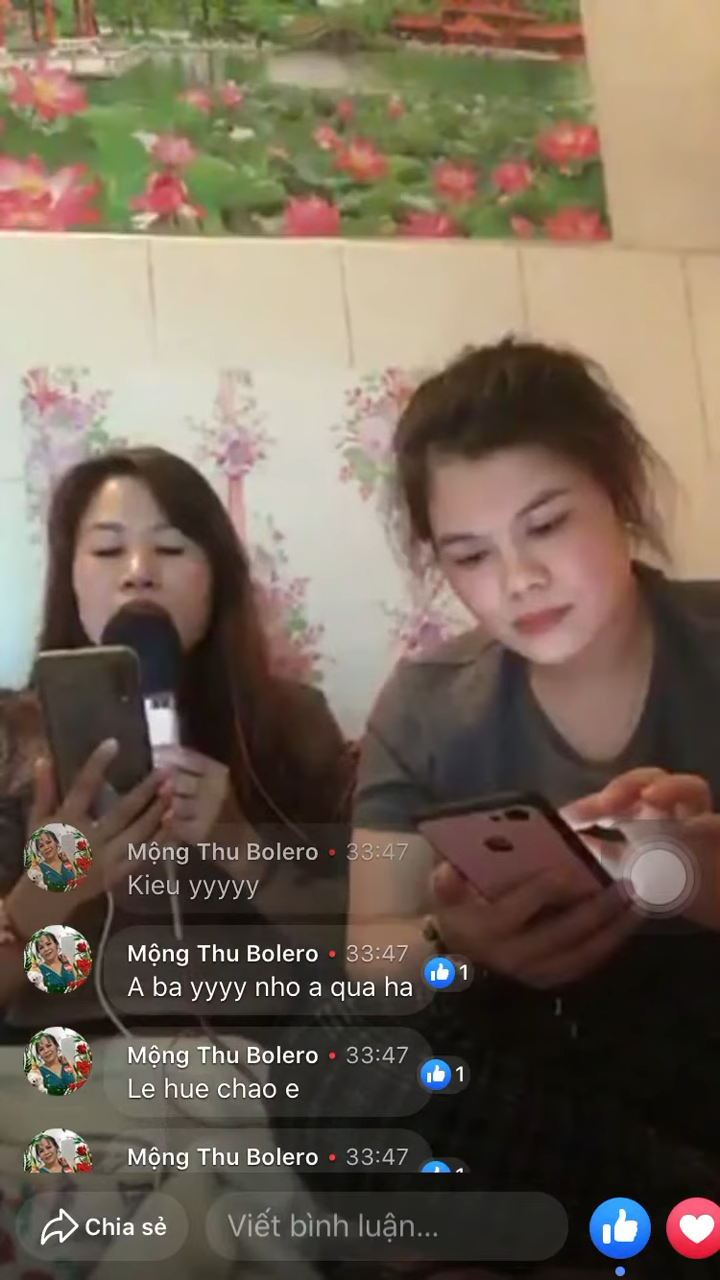 Mộng Thu Bolero • 33:47
Kieu yyyyy
Mộng Thu Bolero • 33:47
A ba yyyy nho a qua ha
1
Mộng Thu Bolero • 33:47
Le hue chao e
1
Mộng Thu Bolero • 33:47
Chia sẻ
Viết bình luận...